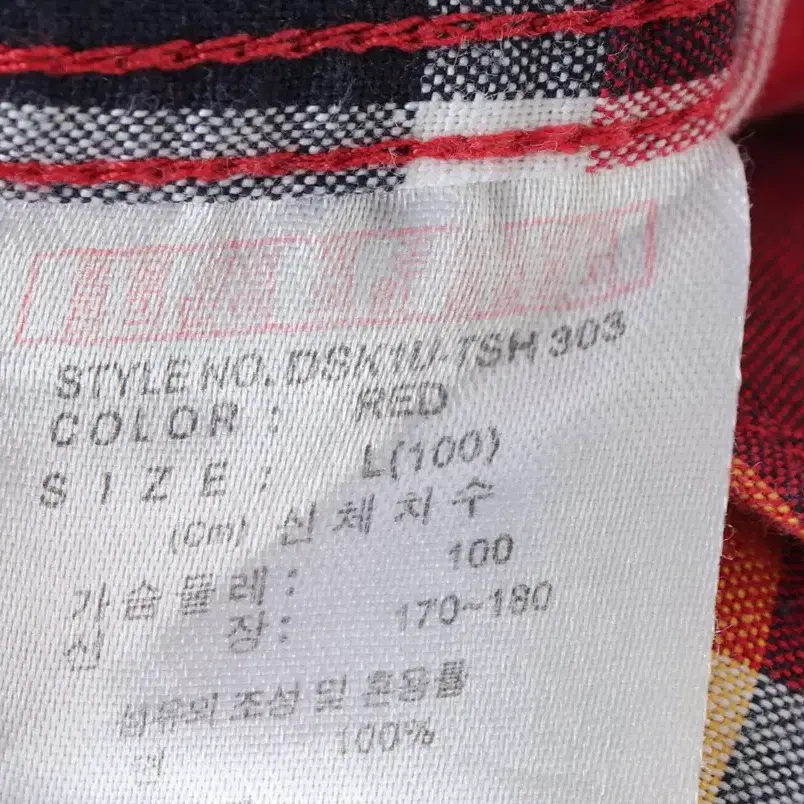 STYLE NO. DSK1U-TSH 303
COLOR : RED
SIZE : L(100)
(Cm) 신체치수
가슴둘레 : 100
신 장 : 170~180
섬유의 조성 및 혼용률
면 100%